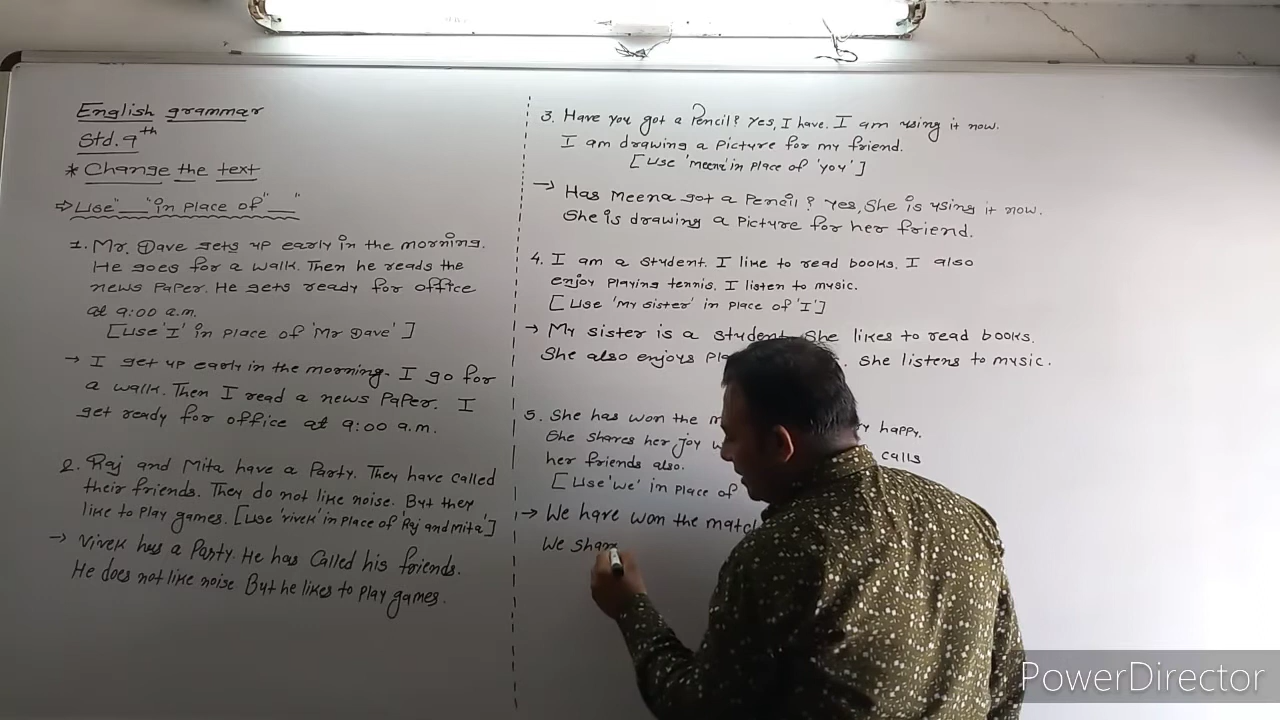 English grammar
Std. 9th
* Change the text
⇒ Use "___" in place of "___"
1. Mr. Dave gets up early in the morning.
He goes for a walk. Then he reads the
news paper. He gets ready for office
at 9:00 a.m.
[Use 'I' in place of 'Mr Dave']
→ I get up early in the morning. I go for
a walk. Then I read a news paper. I
get ready for office at 9:00 a.m.
2. Raj and Mita have a party. They have called
their friends. They do not like noise. But they
like to play games. [Use 'vivek' in place of 'Raj and Mita']
→ Vivek has a party. He has called his friends.
He does not like noise But he likes to play games.
3. Have you got a pencil? Yes, I have. I am using it now.
I am drawing a picture for my friend.
[Use 'meena' in place of 'you']
→ Has Meena got a pencil? Yes, she is using it now.
She is drawing a picture for her friend.
4. I am a student. I like to read books. I also
enjoy playing tennis. I listen to music.
[Use 'My sister' in place of 'I']
→ My sister is a student. She likes to read books.
She also enjoys She listens to music.
5. She has won the happy.
She shares her joy calls
her friends also.
[Use 'we' in place of
→ We have won the match
We shar
PowerDirector